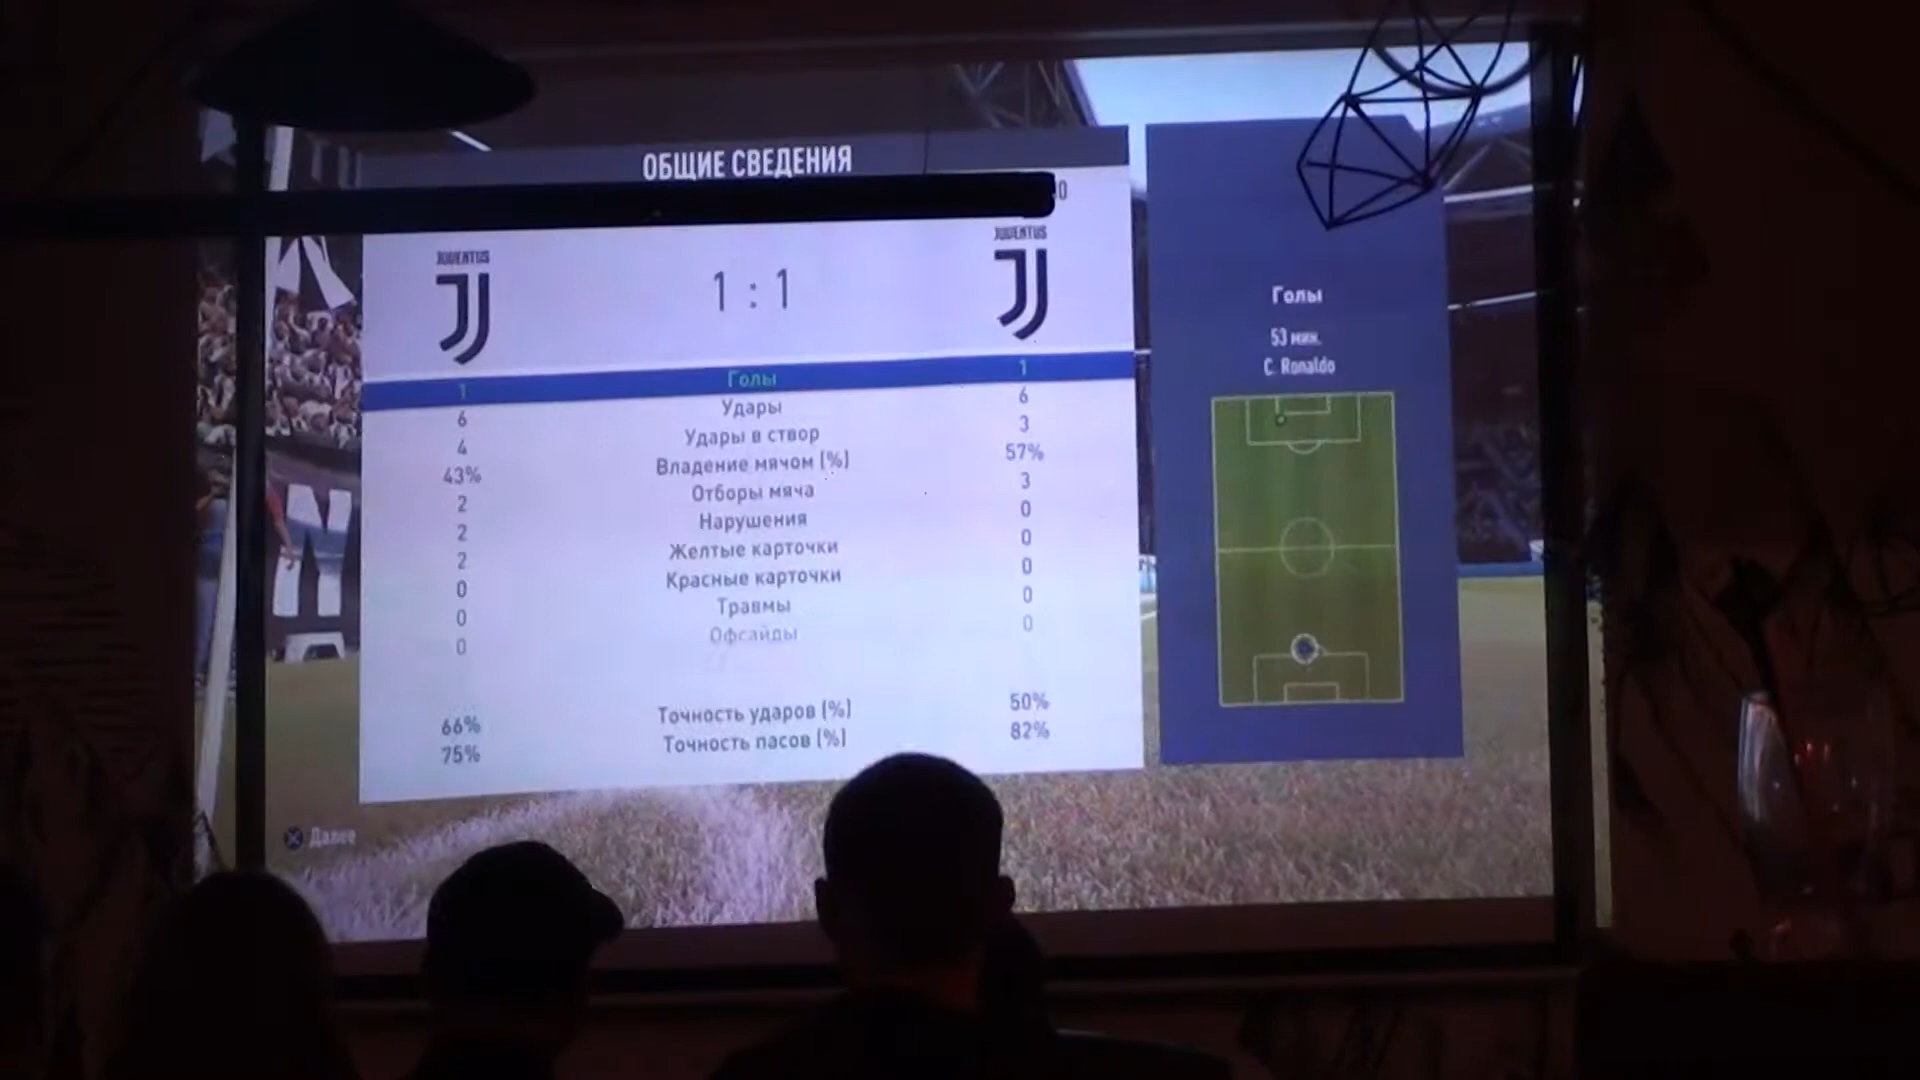 ОБЩИЕ СВЕДЕНИЯ
JUVENTUS 1 : 1 JUVENTUS
1 Голы 1
6 Удары 6
4 Удары в створ 3
43% Владение мячом (%) 57%
2 Отборы мяча 3
2 Нарушения 0
2 Желтые карточки 0
0 Красные карточки 0
0 Травмы 0
0 Офсайды 0
66% Точность ударов (%) 50%
75% Точность пасов (%) 82%
Далее
Голы
53 мин.
C. Ronaldo